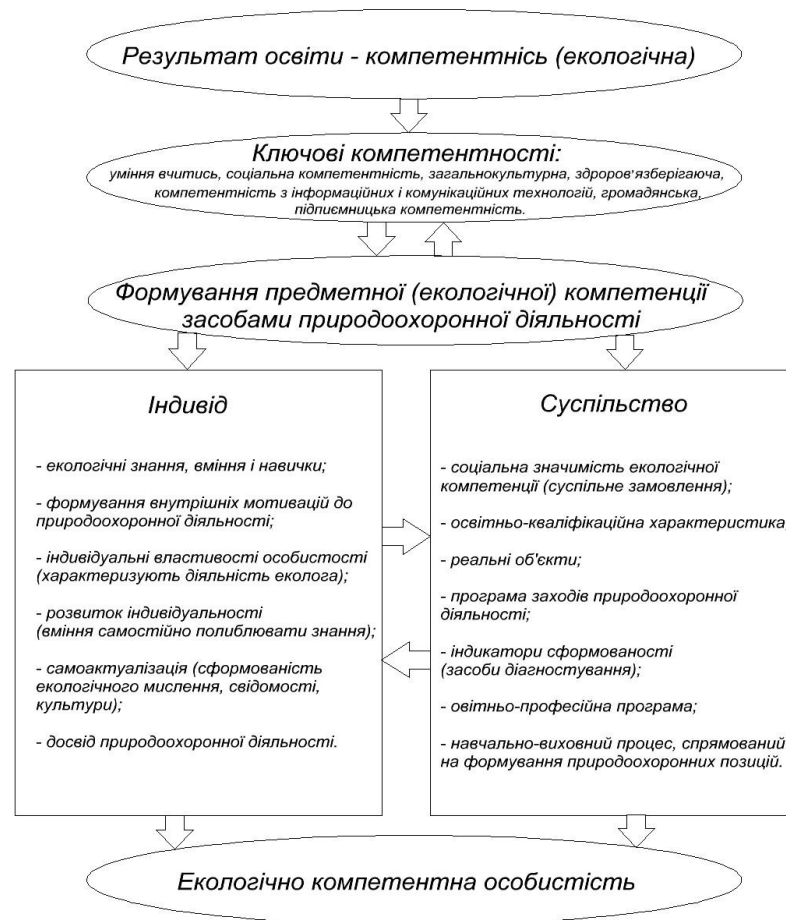 Результат освіти - компетентнісь (екологічна)
Ключові компетентності:
уміння вчитись, соціальна компетентність, загальнокультурна, здоров'язберігаюча,
компетентність з інформаційних і комунікаційних технологій, громадянська,
підпиємницька компетентність.
Формування предметної (екологічної) компетенції
засобами природоохоронної діяльності
Індивід
- екологічні знання, вміння і навички;
- формування внутрішніх мотивацій до
природоохоронної діяльності;
- індивідуальні властивості особистості
(характеризують діяльність еколога);
- розвиток індивідуальності
(вміння самостійно полиблювати знання);
- самоактуалізація (сформованість
екологічного мислення, свідомості,
культури);
- досвід природоохоронної діяльності.
Суспільство
- соціальна значимість екологічної
компетенції (суспільне замовлення);
- освітньо-кваліфікаційна характеристика;
- реальні об'єкти;
- програма заходів природоохоронної
діяльності;
- індикатори сформованості
(засоби діагностування);
- овітньо-професійна програма;
- навчально-виховний процес, спрямований
на формування природоохоронних позицій.
Екологічно компетентна особистість